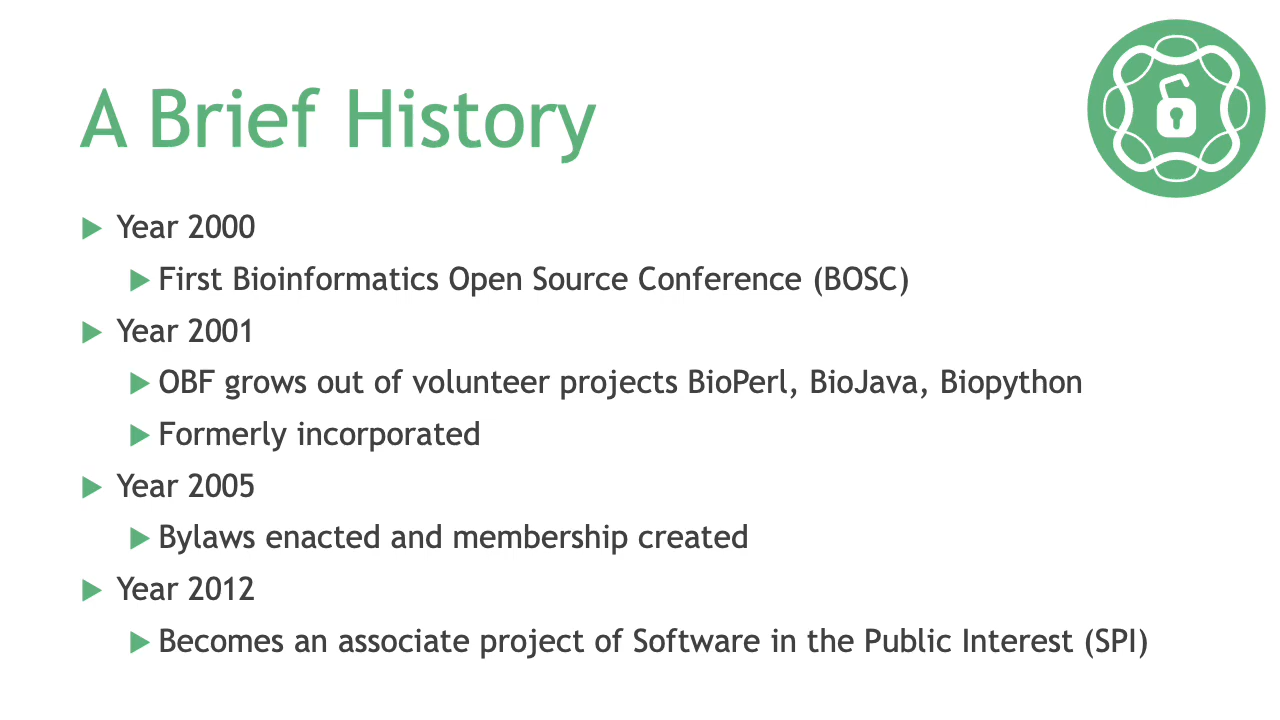 A Brief History
Year 2000
First Bioinformatics Open Source Conference (BOSC)
Year 2001
OBF grows out of volunteer projects BioPerl, BioJava, Biopython
Formerly incorporated
Year 2005
Bylaws enacted and membership created
Year 2012
Becomes an associate project of Software in the Public Interest (SPI)